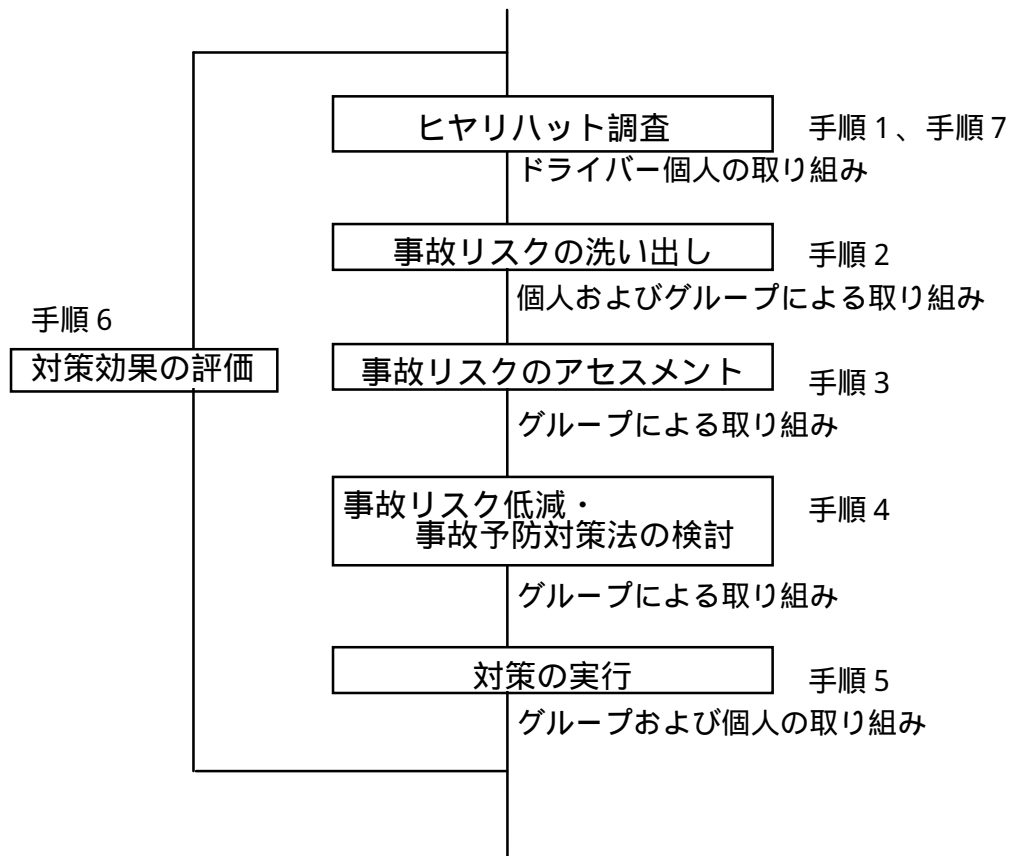 ヒヤリハット調査
手順1、手順7
ドライバー個人の取り組み
事故リスクの洗い出し
手順2
個人およびグループによる取り組み
手順6
対策効果の評価
事故リスクのアセスメント
手順3
グループによる取り組み
事故リスク低減・
事故予防対策法の検討
手順4
グループによる取り組み
対策の実行
手順5
グループおよび個人の取り組み